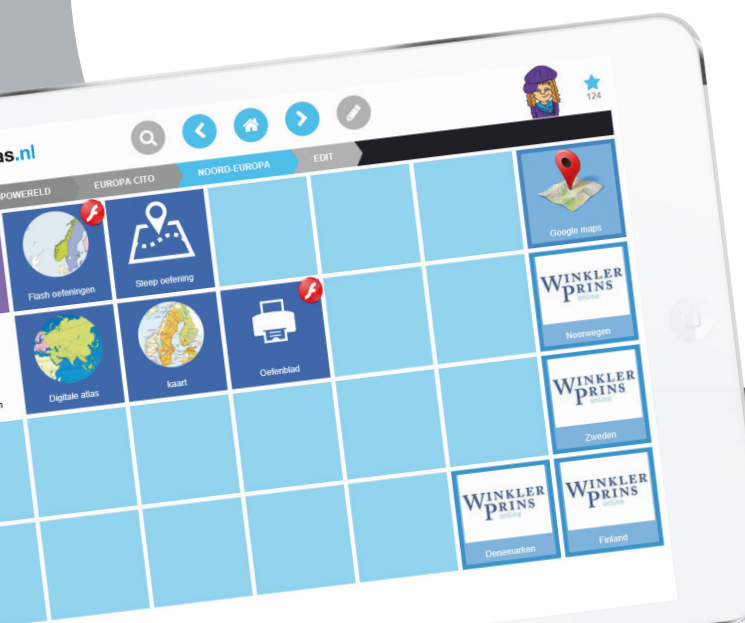 as.nl
124
POWERELD
EUROPA CITO
NOORD-EUROPA
EDIT
Flash oefeningen
Sleep oefening
Google maps
WINKLER
PRINS
online
Noorwegen
Digitale atlas
kaart
Oefenblad
WINKLER
PRINS
online
Zweden
WINKLER
PRINS
online
Denemarken
WINKLER
PRINS
online
Finland